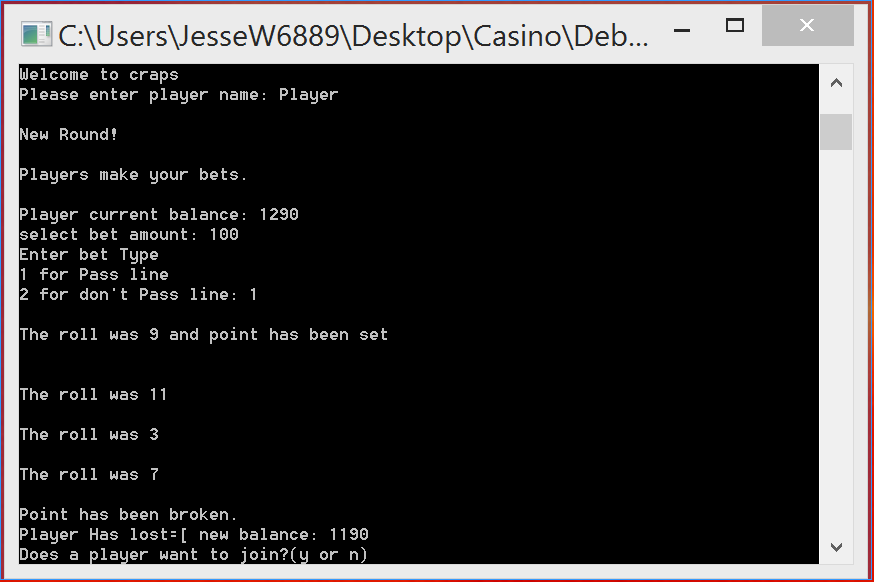 C:\Users\JesseW6889\Desktop\Casino\Deb...
Welcome to craps
Please enter player name: Player
New Round!
Players make your bets.
Player current balance: 1290
select bet amount: 100
Enter bet Type
1 for Pass line
2 for don't Pass line: 1
The roll was 9 and point has been set
The roll was 11
The roll was 3
The roll was 7
Point has been broken.
Player Has lost=[ new balance: 1190
Does a player want to join?(y or n)